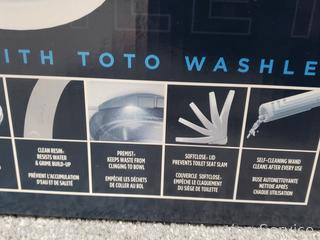 ITH TOTO WASHLE
CLEAN RESIN:
RESISTS WATER
& GRIME BUILD-UP
PRÉVIENT L'ACCUMULATION
D'EAU ET DE SALETÉ
PREMIST:
KEEPS WASTE FROM
CLINGING TO BOWL
EMPÊCHE LES DÉCHETS
DE COLLER AU BOL
SOFTCLOSE: LID
PREVENTS TOILET SEAT SLAM
COUVERCLE SOFTCLOSE:
EMPÊCHE LE CLAQUEMENT
DU SIÈGE DE TOILETTE
SELF-CLEANING WAND
CLEANS AFTER EVERY USE
BUSE AUTONETTOYANTE
NETTOIE APRÈS
CHAQUE UTILISATION